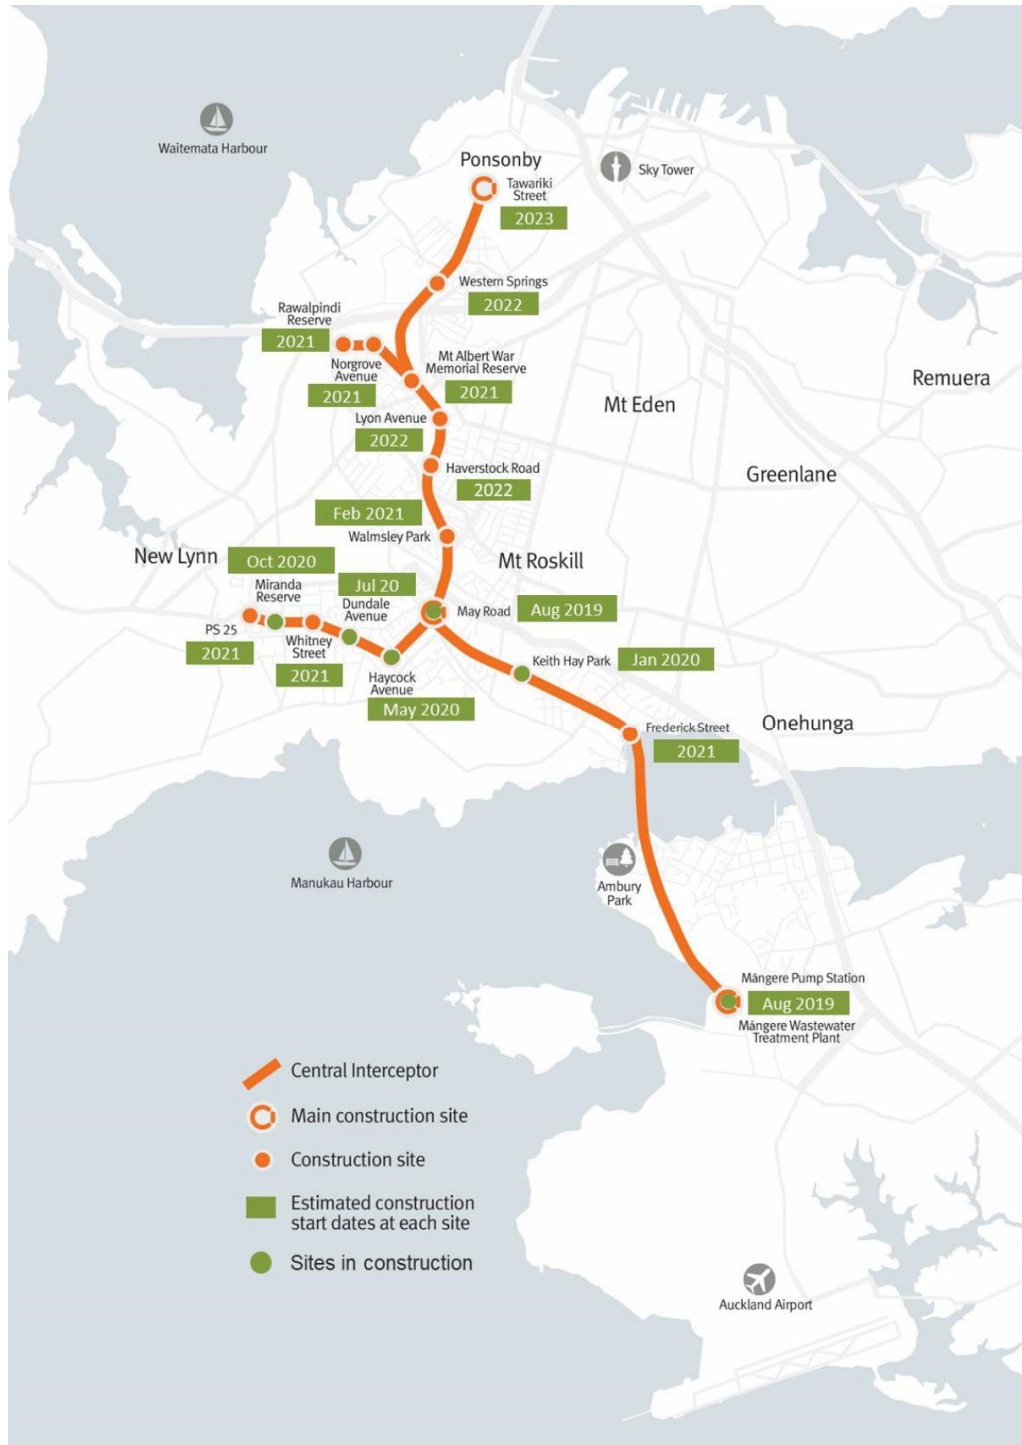 Waitemata Harbour
Ponsonby
Sky Tower
Tawariki
Street
2023
Western Springs
2022
Rawalpindi
Reserve
2021
Norgrove
Avenue
2021
Mt Albert War
Memorial Reserve
2021
Remuera
Mt Eden
Lyon Avenue
2022
Greenlane
Haverstock Road
2022
Feb 2021
Walmsley Park
New Lynn
Oct 2020
Miranda
Reserve
Mt Roskill
Jul 20
Dundale
Avenue
May Road
Aug 2019
PS 25
2021
Whitney
Street
2021
Haycock
Avenue
May 2020
Keith Hay Park
Jan 2020
Frederick Street
2021
Onehunga
Manukau Harbour
Ambury
Park
Māngere Pump Station
Aug 2019
Māngere Wastewater
Treatment Plant
Central Interceptor
Main construction site
Construction site
Estimated construction
start dates at each site
Sites in construction
Auckland Airport